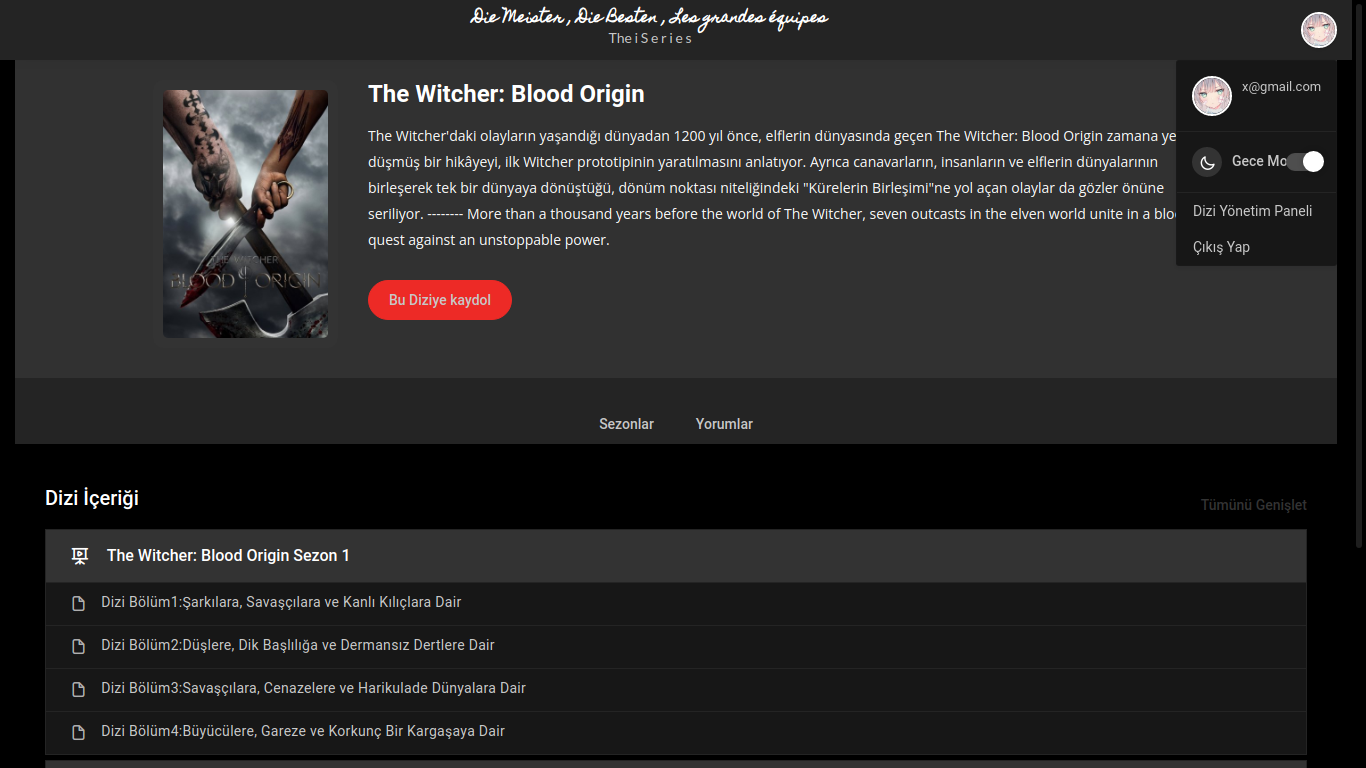 Die Meister, Die Besten, Les grandes équipes
TheiSeries
x@gmail.com
Gece Mo
Dizi Yönetim Paneli
Çıkış Yap
The Witcher: Blood Origin
The Witcher'daki olayların yaşandığı dünyadan 1200 yıl önce, elflerin dünyasında geçen The Witcher: Blood Origin zamana ye
düşmüş bir hikâyeyi, ilk Witcher prototipinin yaratılmasını anlatıyor. Ayrıca canavarların, insanların ve elflerin dünyalarının
birleşerek tek bir dünyaya dönüştüğü, dönüm noktası niteliğindeki "Kürelerin Birleşimi"ne yol açan olaylar da gözler önüne
seriliyor. -------- More than a thousand years before the world of The Witcher, seven outcasts in the elven world unite in a bloo
quest against an unstoppable power.
THE WITCHER
BLOOD ORIGIN
Bu Diziye kaydol
Sezonlar
Yorumlar
Dizi İçeriği
Tümünü Genişlet
The Witcher: Blood Origin Sezon 1
Dizi Bölüm1:Şarkılara, Savaşçılara ve Kanlı Kılıçlara Dair
Dizi Bölüm2:Düşlere, Dik Başlılığa ve Dermansız Dertlere Dair
Dizi Bölüm3:Savaşçılara, Cenazelere ve Harikulade Dünyalara Dair
Dizi Bölüm4:Büyücülere, Gareze ve Korkunç Bir Kargaşaya Dair